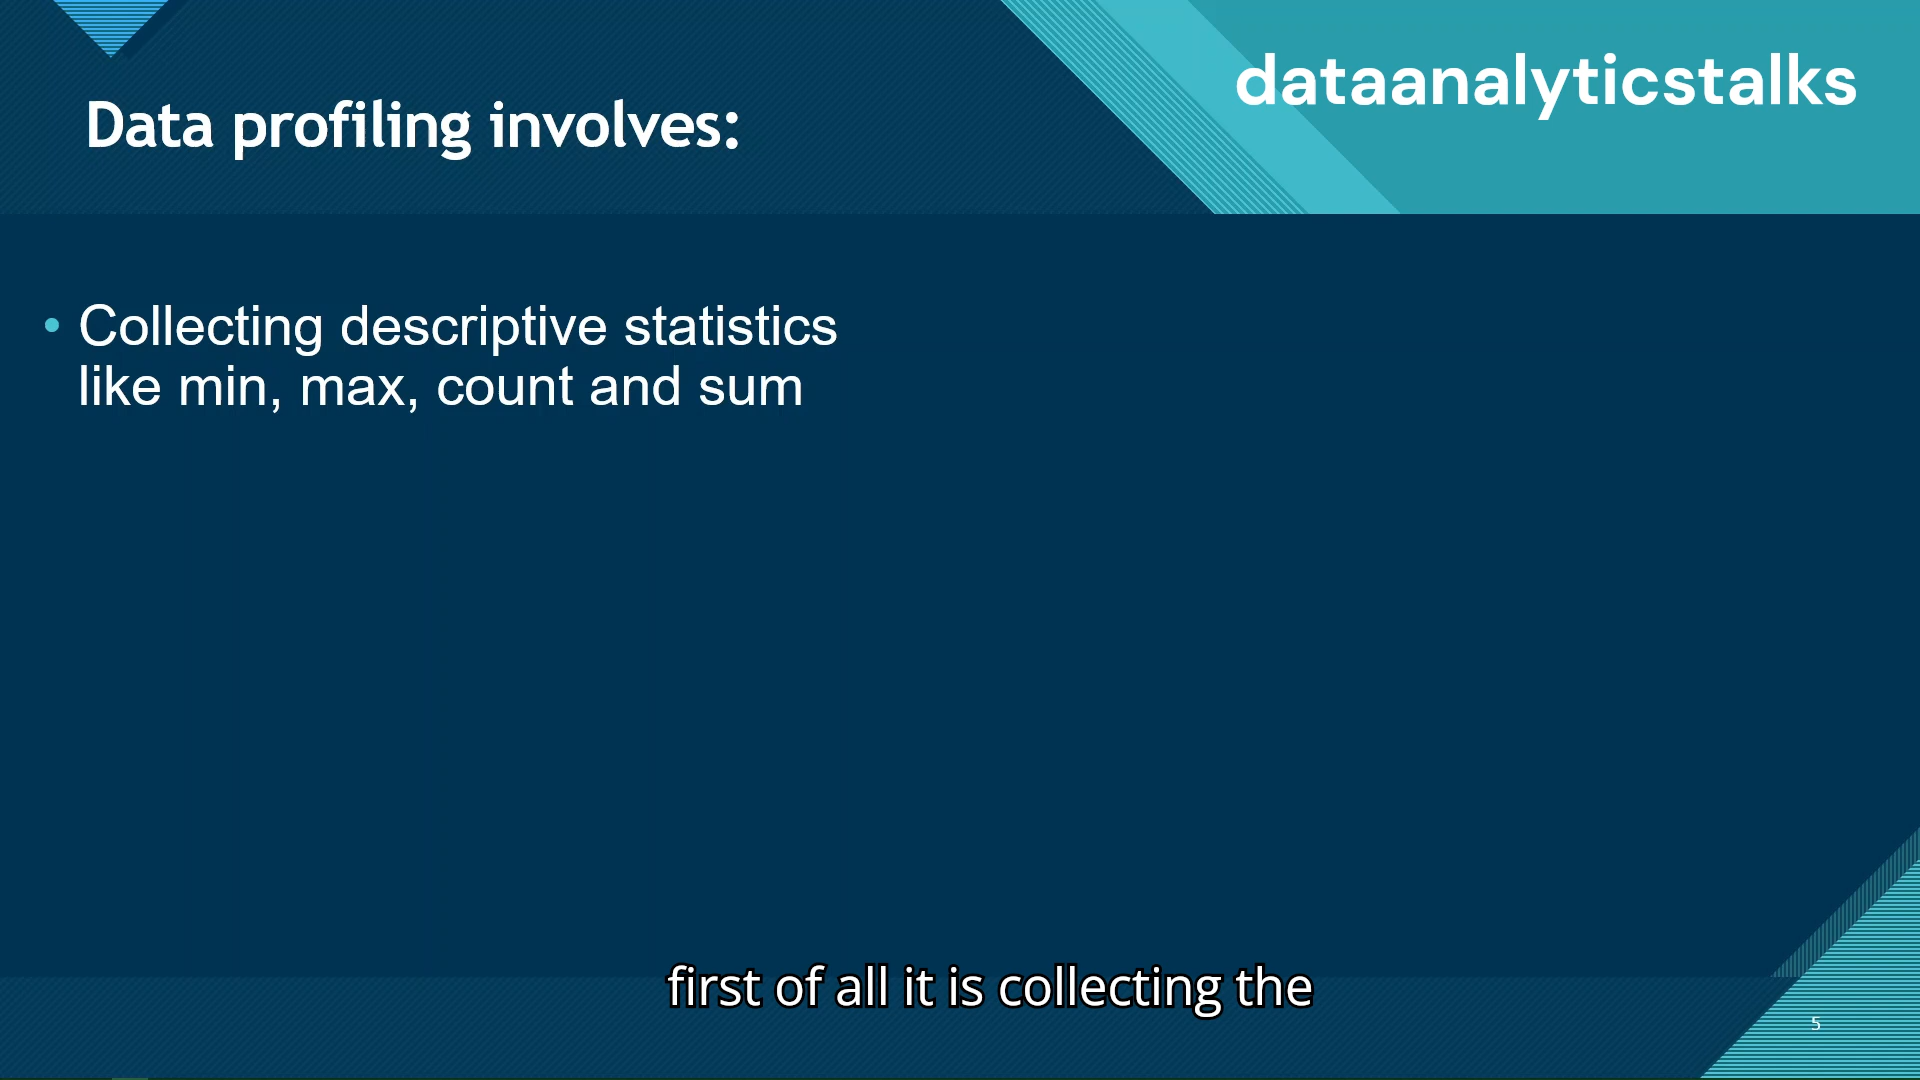 dataanalyticstalks
Data profiling involves:
• Collecting descriptive statistics
like min, max, count and sum
first of all it is collecting the
5